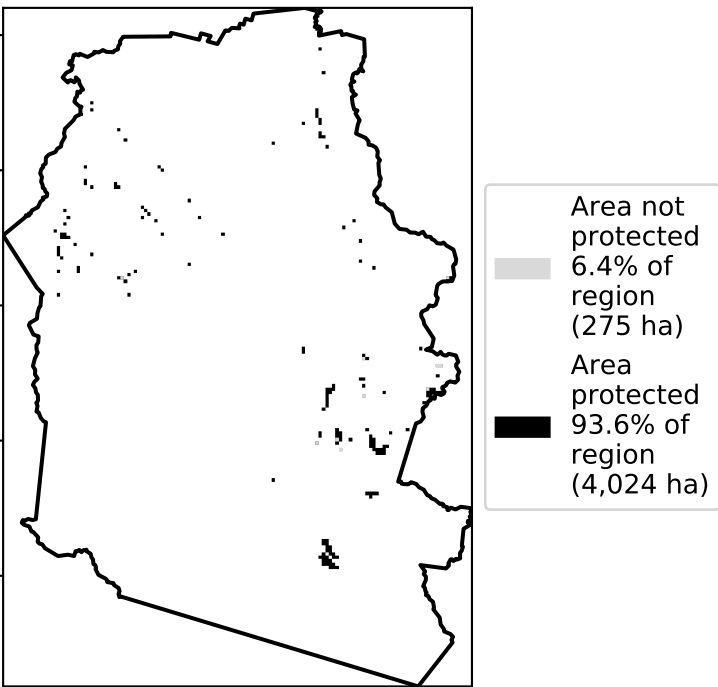 Area not
protected
6.4% of
region
(275 ha)
Area
protected
93.6% of
region
(4,024 ha)